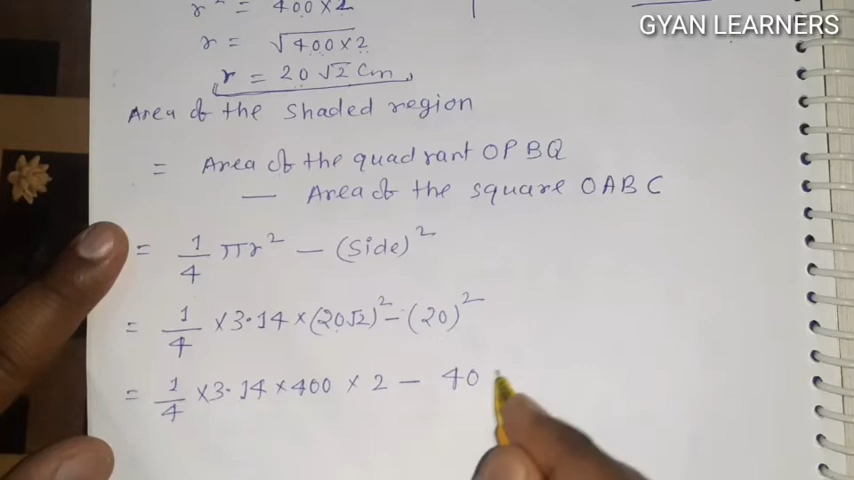 r² = 400 × 2
GYAN LEARNERS
r = √400×2
r = 20√2 Cm
Area of the shaded region
= Area of the quadrant OPBQ
— Area of the square OABC
= 1/4 πr² — (Side)²
= 1/4 × 3.14 × (20√2)² – (20)²
= 1/4 × 3.14 × 400 × 2 – 40